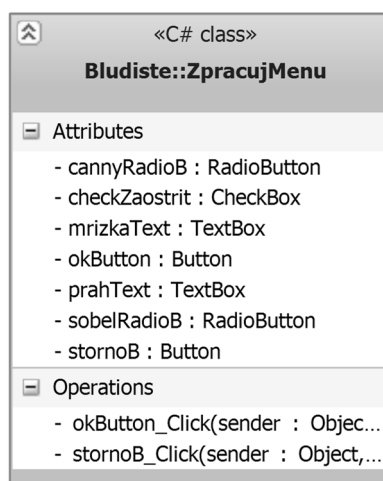 «C# class»
Bludiste::ZpracujMenu
Attributes
- cannyRadioB : RadioButton
- checkZaostrit : CheckBox
- mrizkaText : TextBox
- okButton : Button
- prahText : TextBox
- sobelRadioB : RadioButton
- stornoB : Button
Operations
- okButton_Click(sender : Objec...
- stornoB_Click(sender : Object,...